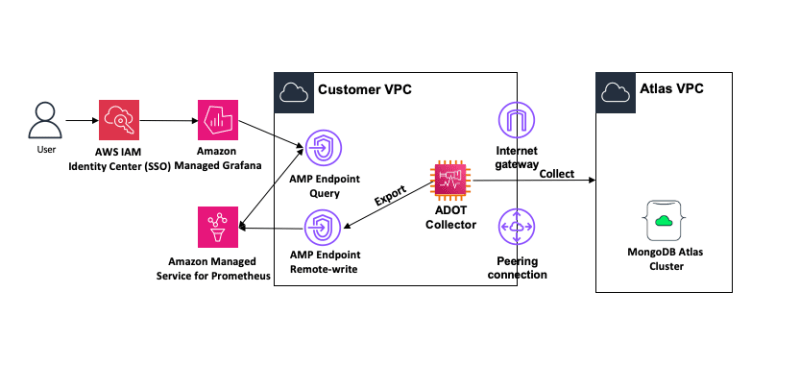 Customer VPC
Atlas VPC
User
AWS IAM
Identity Center (SSO)
Amazon
Managed Grafana
AMP Endpoint
Query
Internet
gateway
Collect
Export
ADOT
Collector
Amazon Managed
Service for Prometheus
AMP Endpoint
Remote-write
Peering
connection
MongoDB Atlas
Cluster